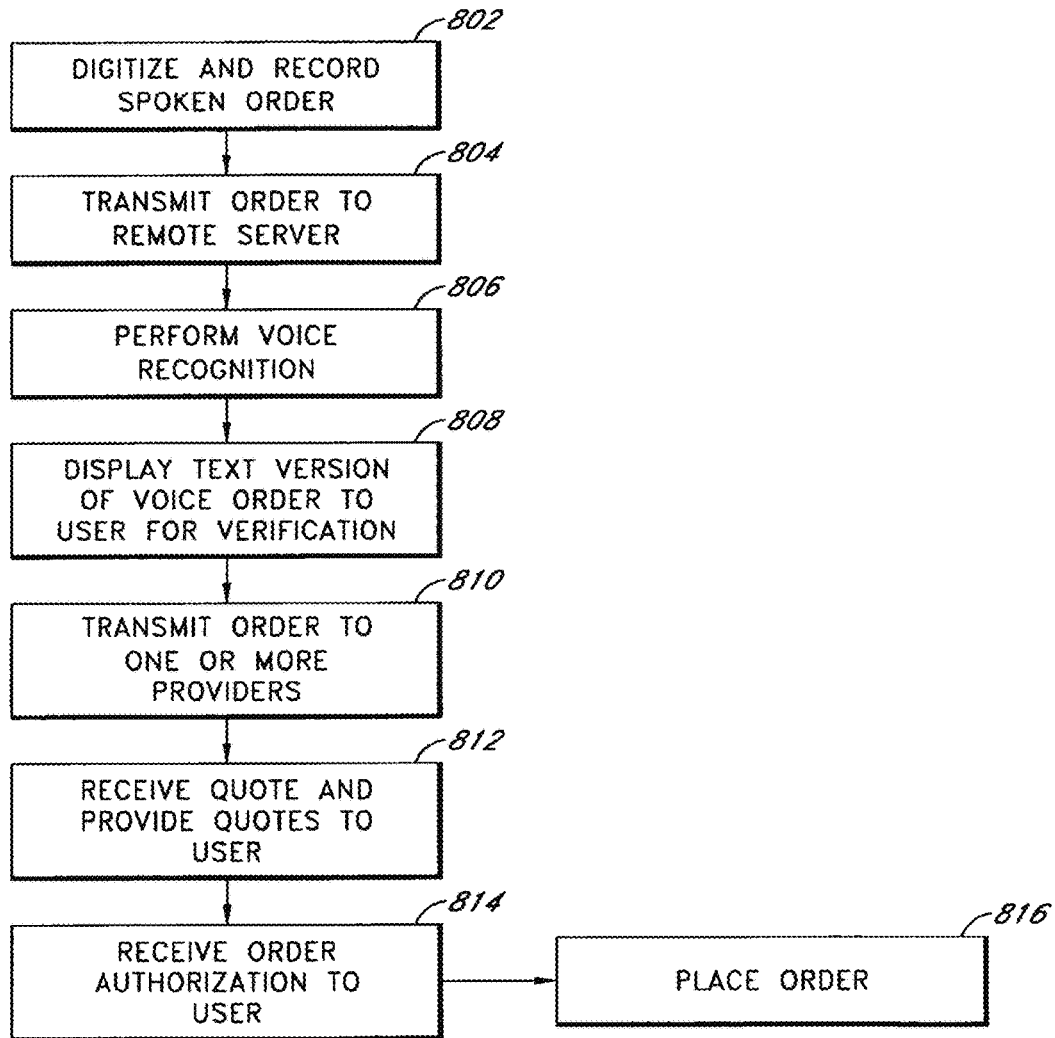 802
DIGITIZE AND RECORD
SPOKEN ORDER
804
TRANSMIT ORDER TO
REMOTE SERVER
806
PERFORM VOICE
RECOGNITION
808
DISPLAY TEXT VERSION
OF VOICE ORDER TO
USER FOR VERIFICATION
810
TRANSMIT ORDER TO
ONE OR MORE
PROVIDERS
812
RECEIVE QUOTE AND
PROVIDE QUOTES TO
USER
814
RECEIVE ORDER
AUTHORIZATION TO
USER
816
PLACE ORDER